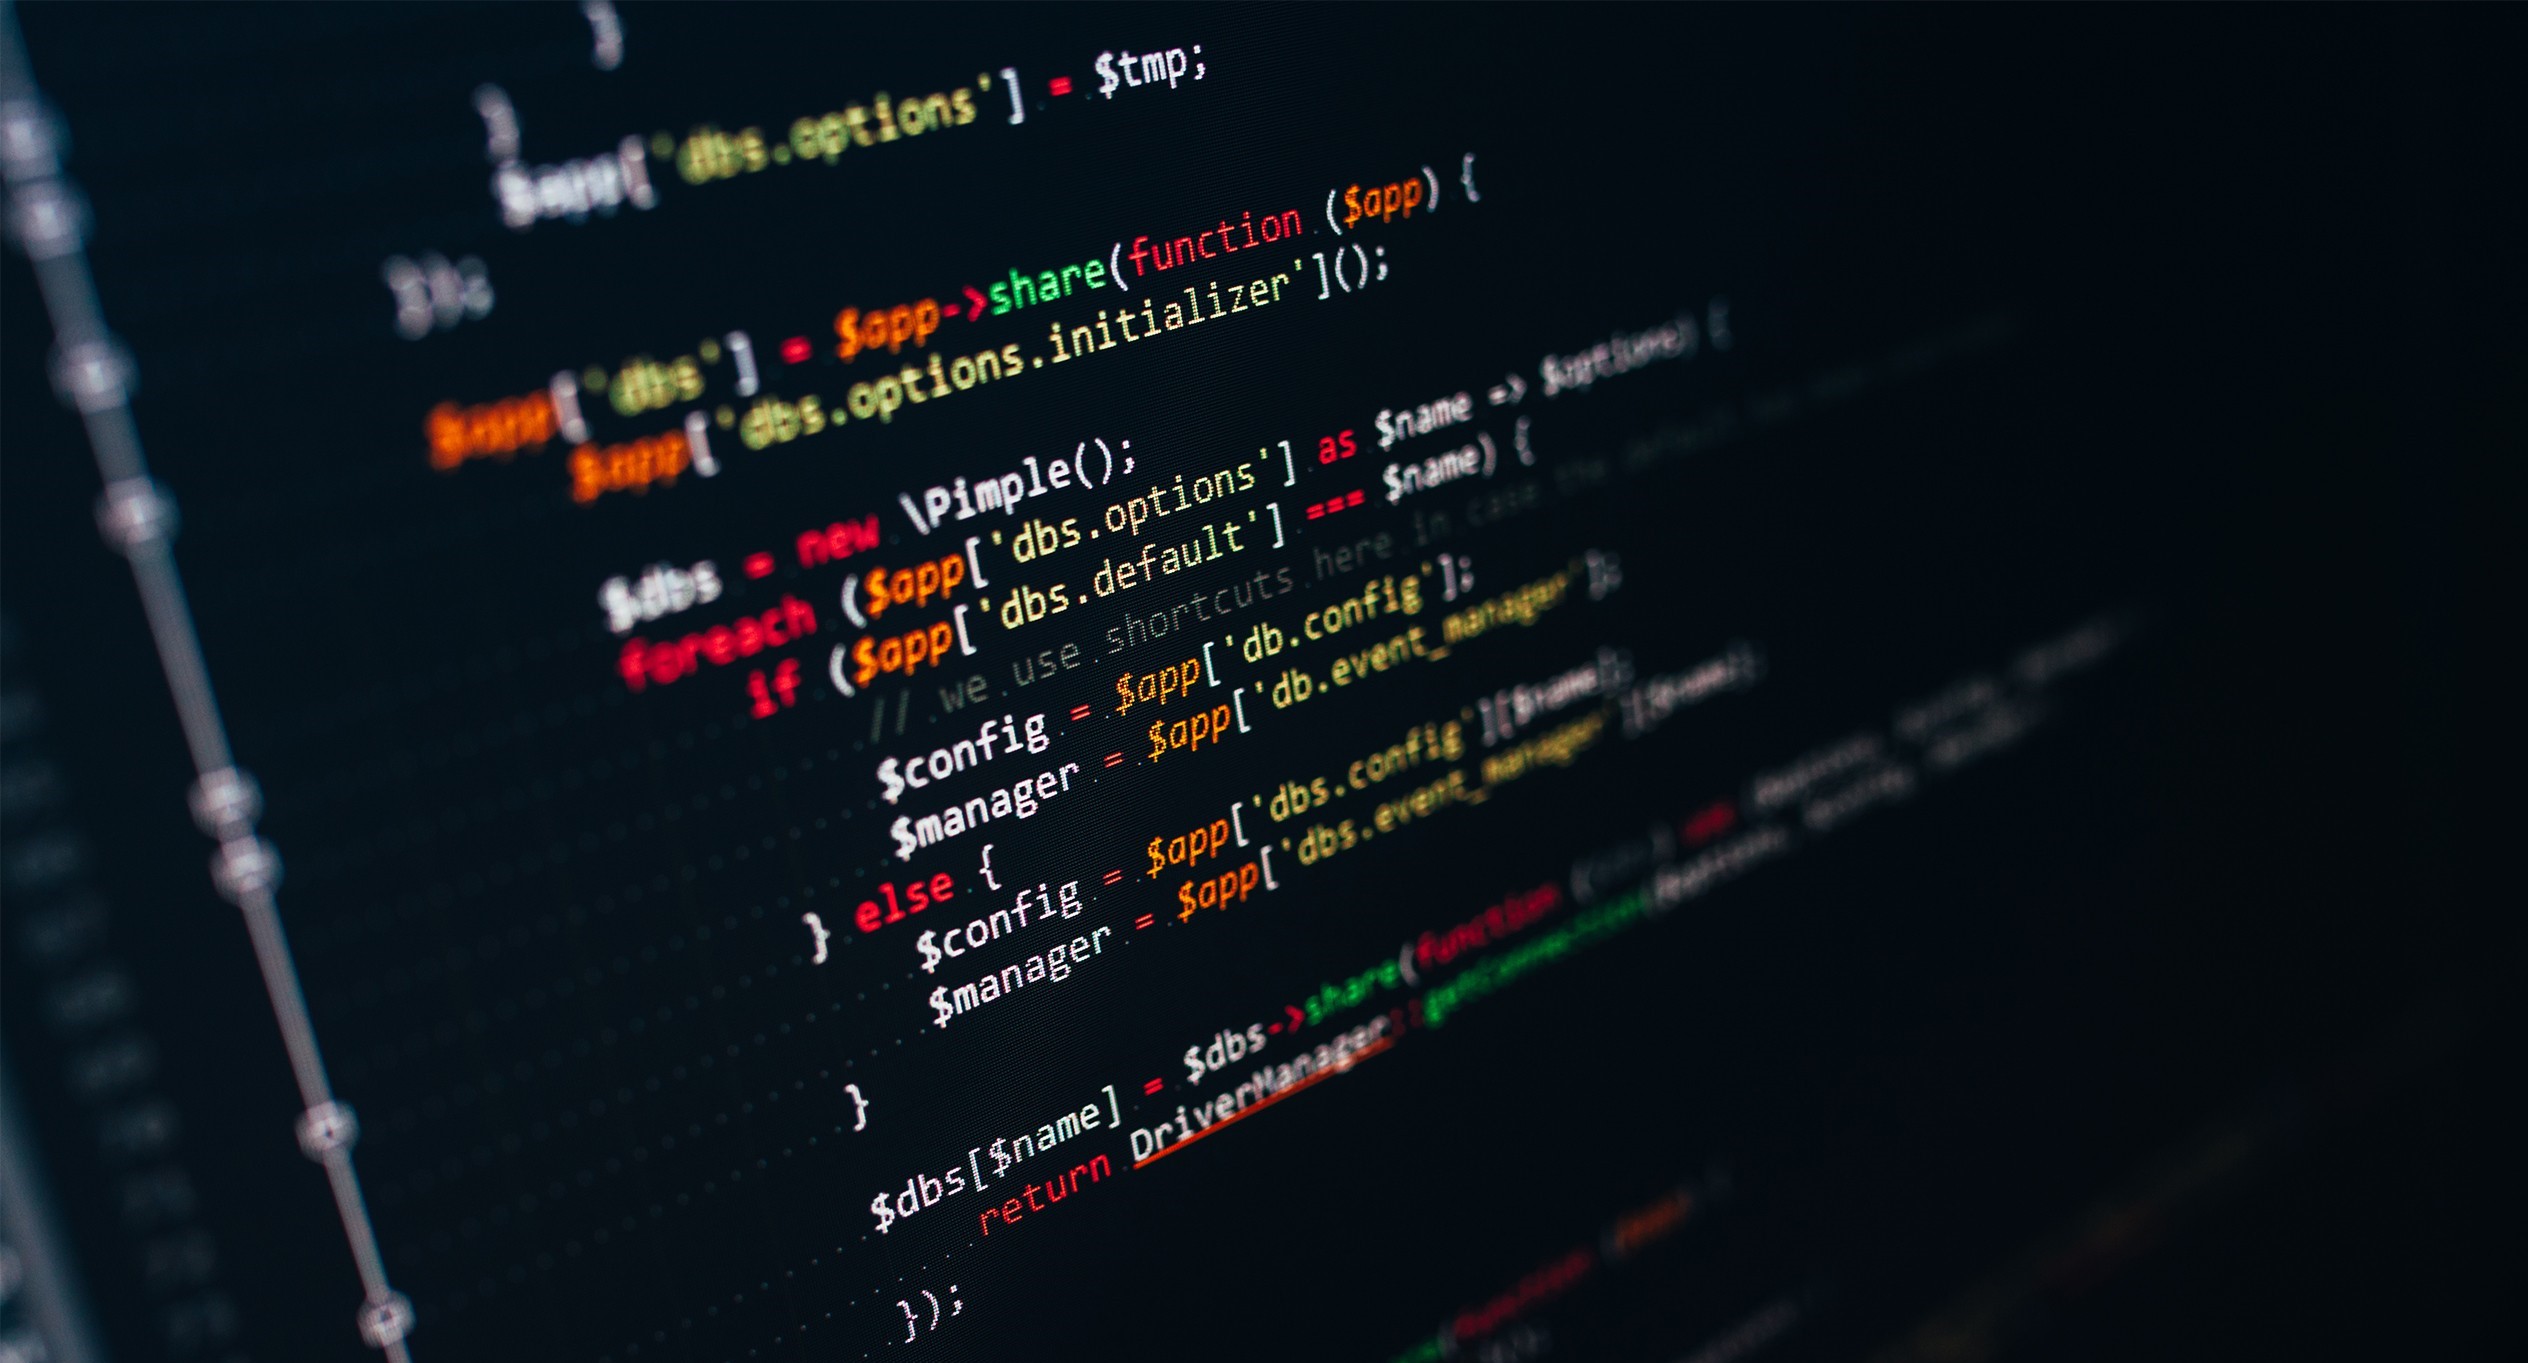 }
}
$app['dbs.options'] = $tmp;
});
$app['dbs'] = $app->share(function ($app) {
$app['dbs.options.initializer']();
$dbs = new \Pimple();
foreach ($app['dbs.options'] as $name => $options) {
if ($app['dbs.default'] === $name) {
// we use shortcuts here in case the default
$config = $app['db.config'];
$manager = $app['db.event_manager'];
} else {
$config = $app['dbs.config'][$name];
$manager = $app['dbs.event_manager'][$name];
}
$dbs[$name] = $dbs->share(function (
return DriverManager::getConnection(
});